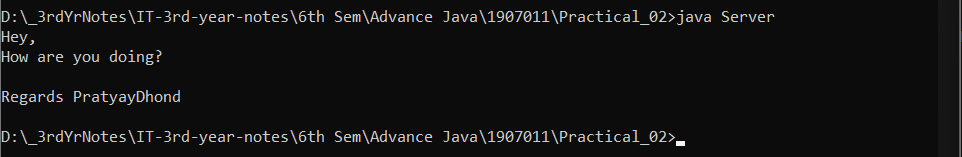 D:\_3rdYrNotes\IT-3rd-year-notes\6th Sem\Advance Java\1907011\Practical_02>java Server
Hey,
How are you doing?
Regards PratyayDhond
D:\_3rdYrNotes\IT-3rd-year-notes\6th Sem\Advance Java\1907011\Practical_02>